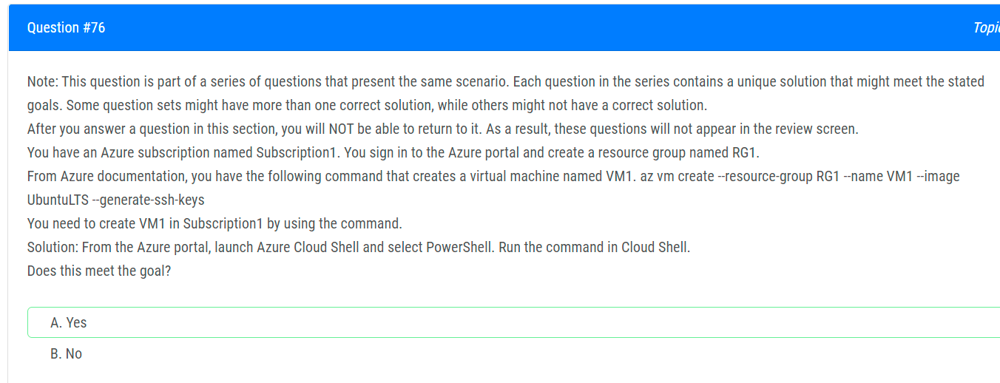 Question #76
Note: This question is part of a series of questions that present the same scenario. Each question in the series contains a unique solution that might meet the stated
goals. Some question sets might have more than one correct solution, while others might not have a correct solution.
After you answer a question in this section, you will NOT be able to return to it. As a result, these questions will not appear in the review screen.
You have an Azure subscription named Subscription1. You sign in to the Azure portal and create a resource group named RG1.
From Azure documentation, you have the following command that creates a virtual machine named VM1. az vm create --resource-group RG1 --name VM1 --image
UbuntuLTS --generate-ssh-keys
You need to create VM1 in Subscription1 by using the command.
Solution: From the Azure portal, launch Azure Cloud Shell and select PowerShell. Run the command in Cloud Shell.
Does this meet the goal?
A. Yes
B. No